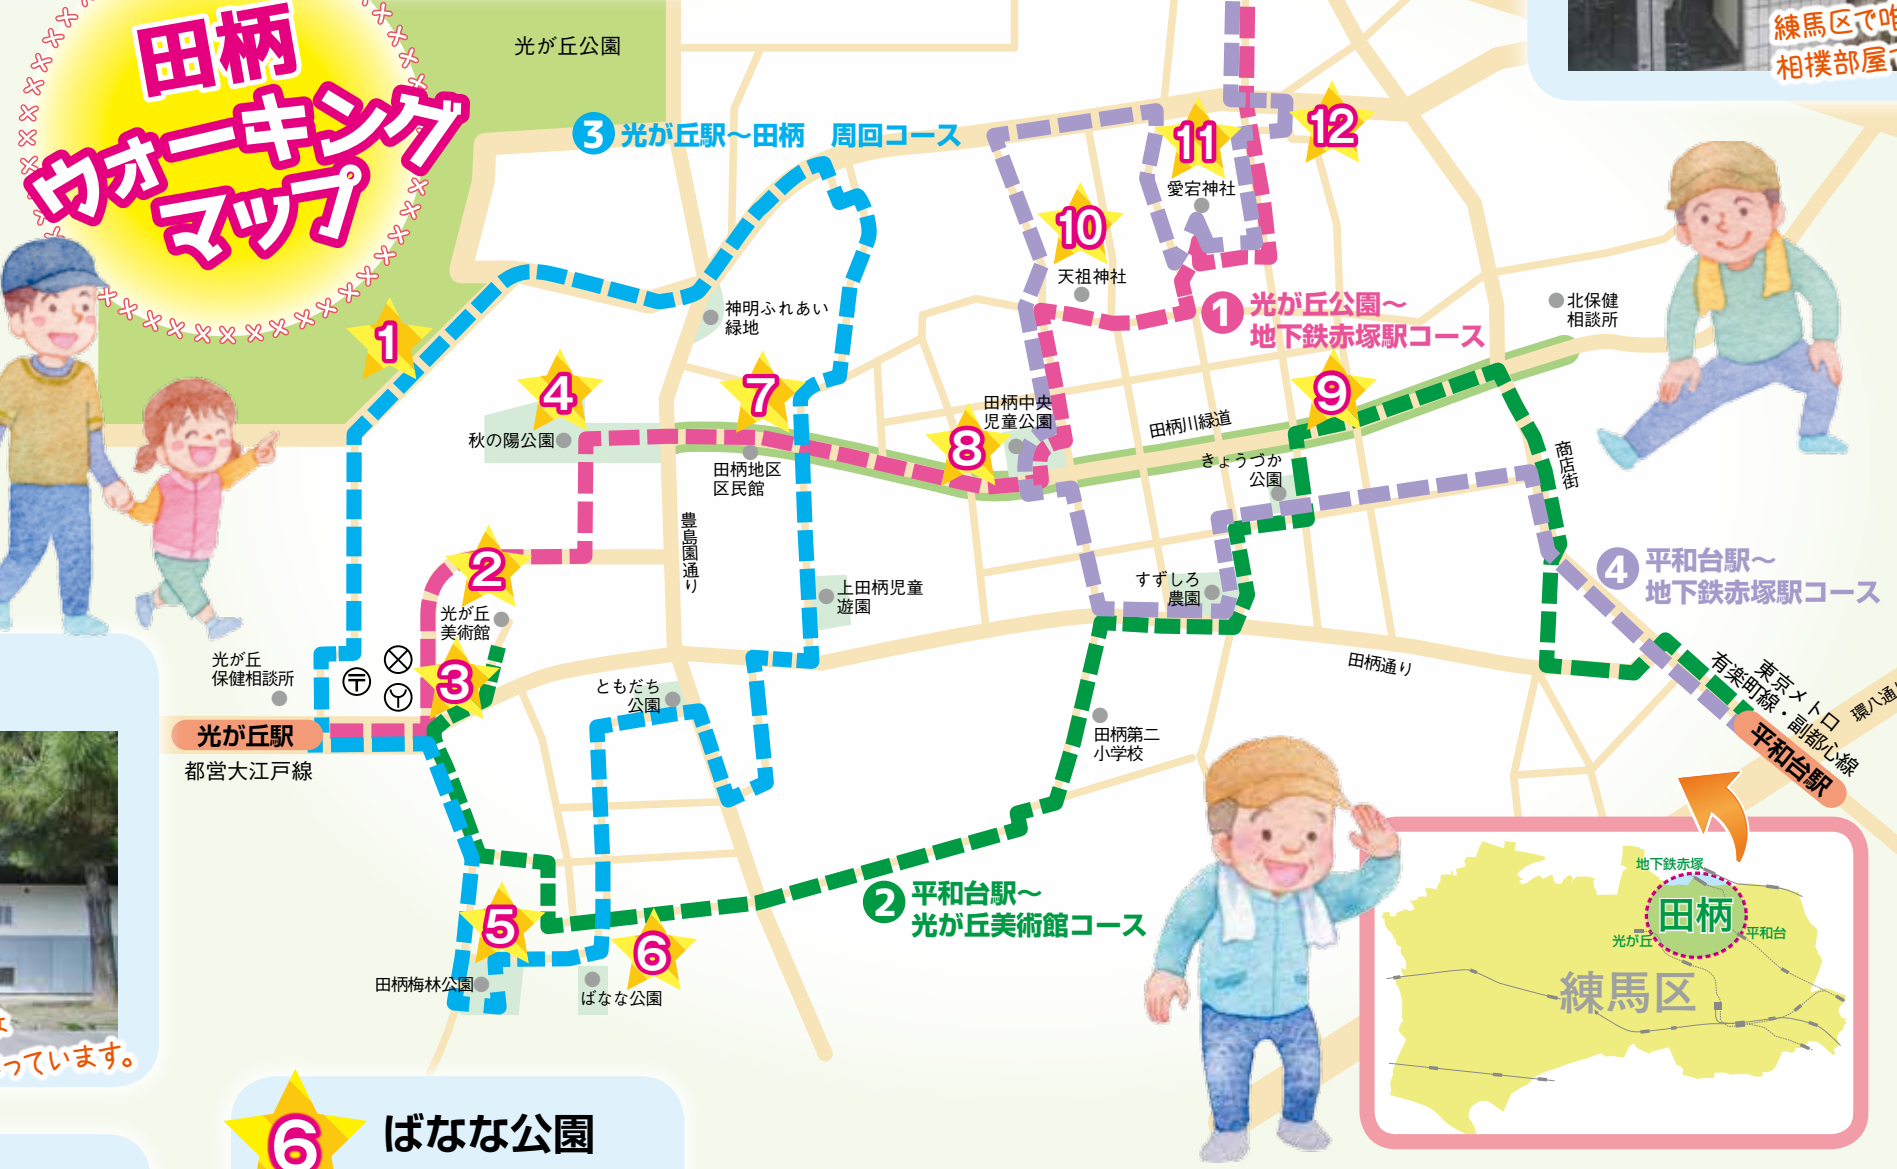 田柄
ウォーキング
マップ
光が丘公園
練馬区で
相撲部屋
3 光が丘駅～田柄　周回コース
11
12
愛宕神社
10
天祖神社
1 光が丘公園～
地下鉄赤塚駅コース
北保健
相談所
神明ふれあい
緑地
1
4
7
9
秋の陽公園
田柄地区
区民館
8
田柄中央
児童公園
田柄川緑道
きょうづか
公園
商店街
豊島園通り
2
光が丘
美術館
上田柄児童
遊園
すずしろ
農園
4 平和台駅～
地下鉄赤塚駅コース
光が丘
保健相談所
〒
3
ともだち
公園
田柄通り
東京メトロ
有楽町線・副都心線
環八通り
平和台駅
光が丘駅
都営大江戸線
田柄第二
小学校
2 平和台駅～
光が丘美術館コース
5
6
田柄梅林公園
ばなな公園
地下鉄赤塚
田柄
光が丘
平和台
練馬区
っています。
6
ばなな公園